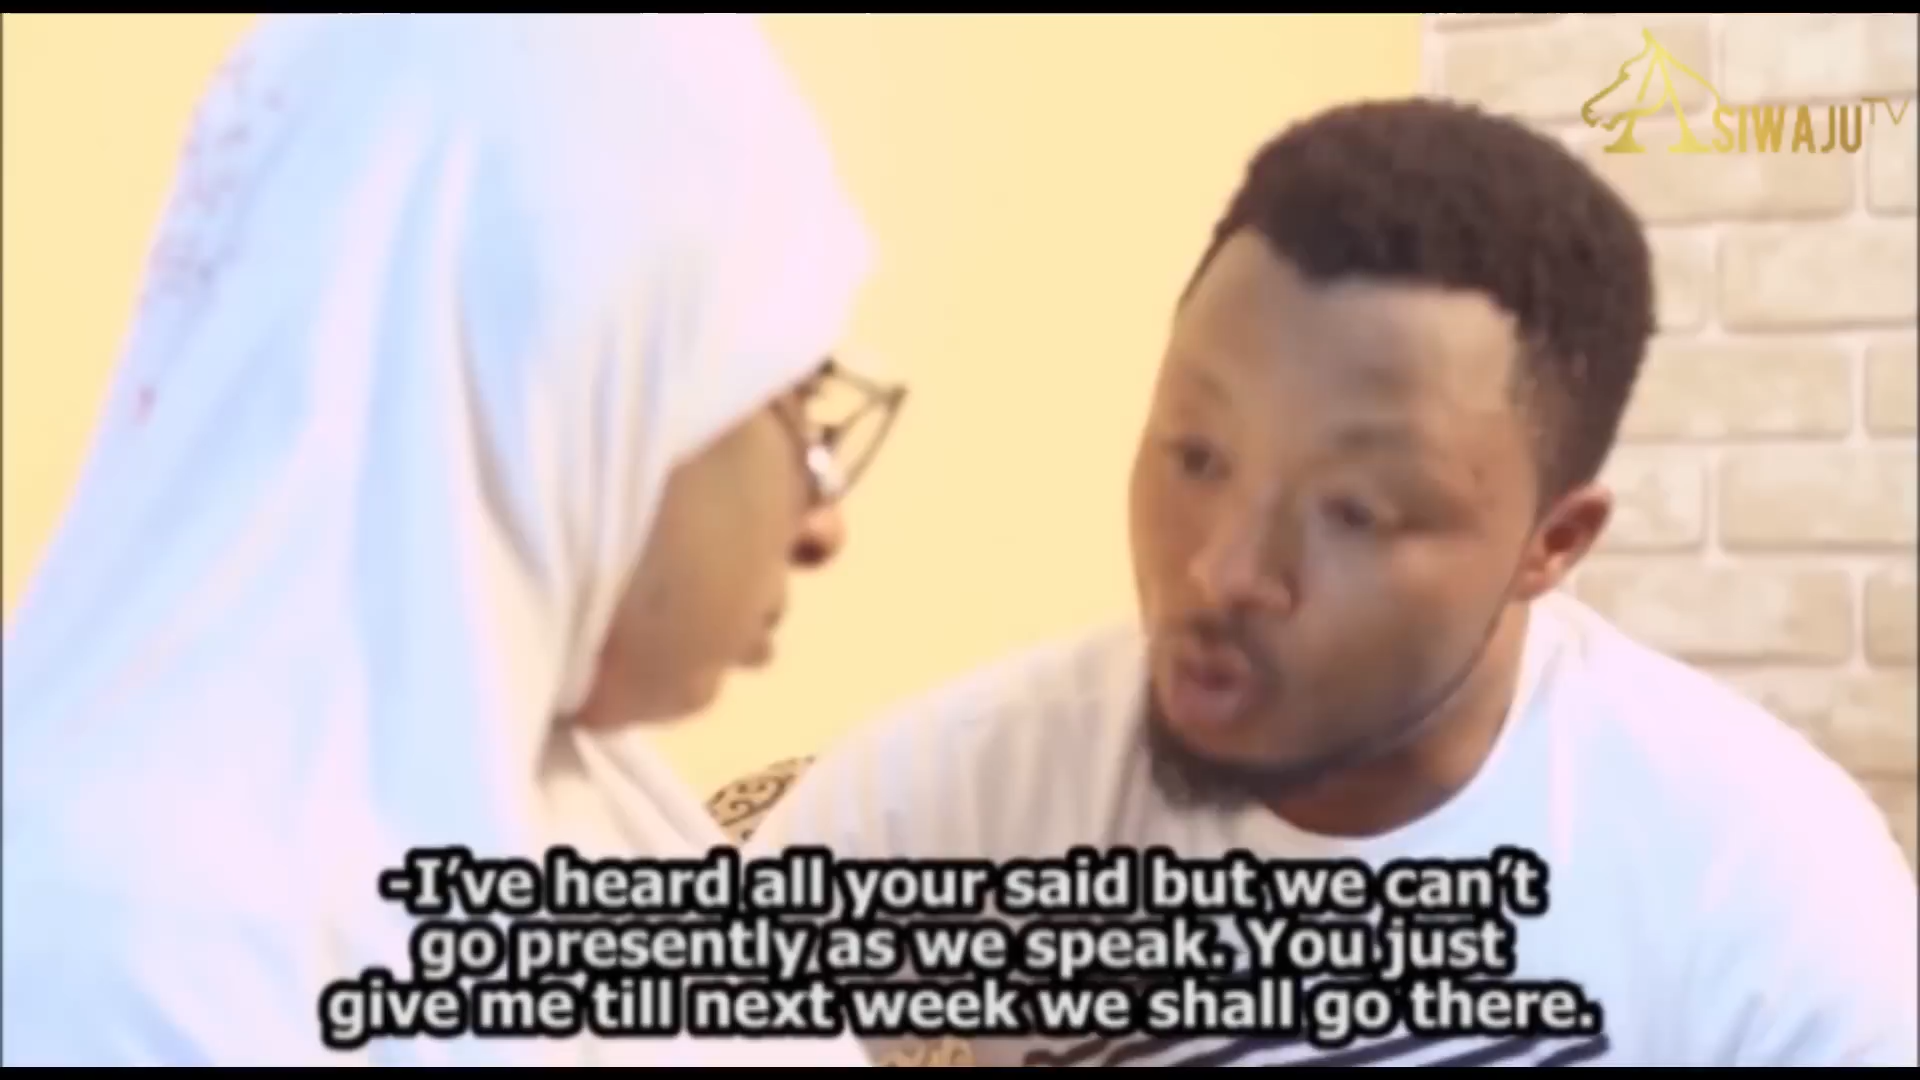 ASIWAJU TV
-I’ve heard all your said but we can’t
go presently as we speak. You just
give me till next week we shall go there.